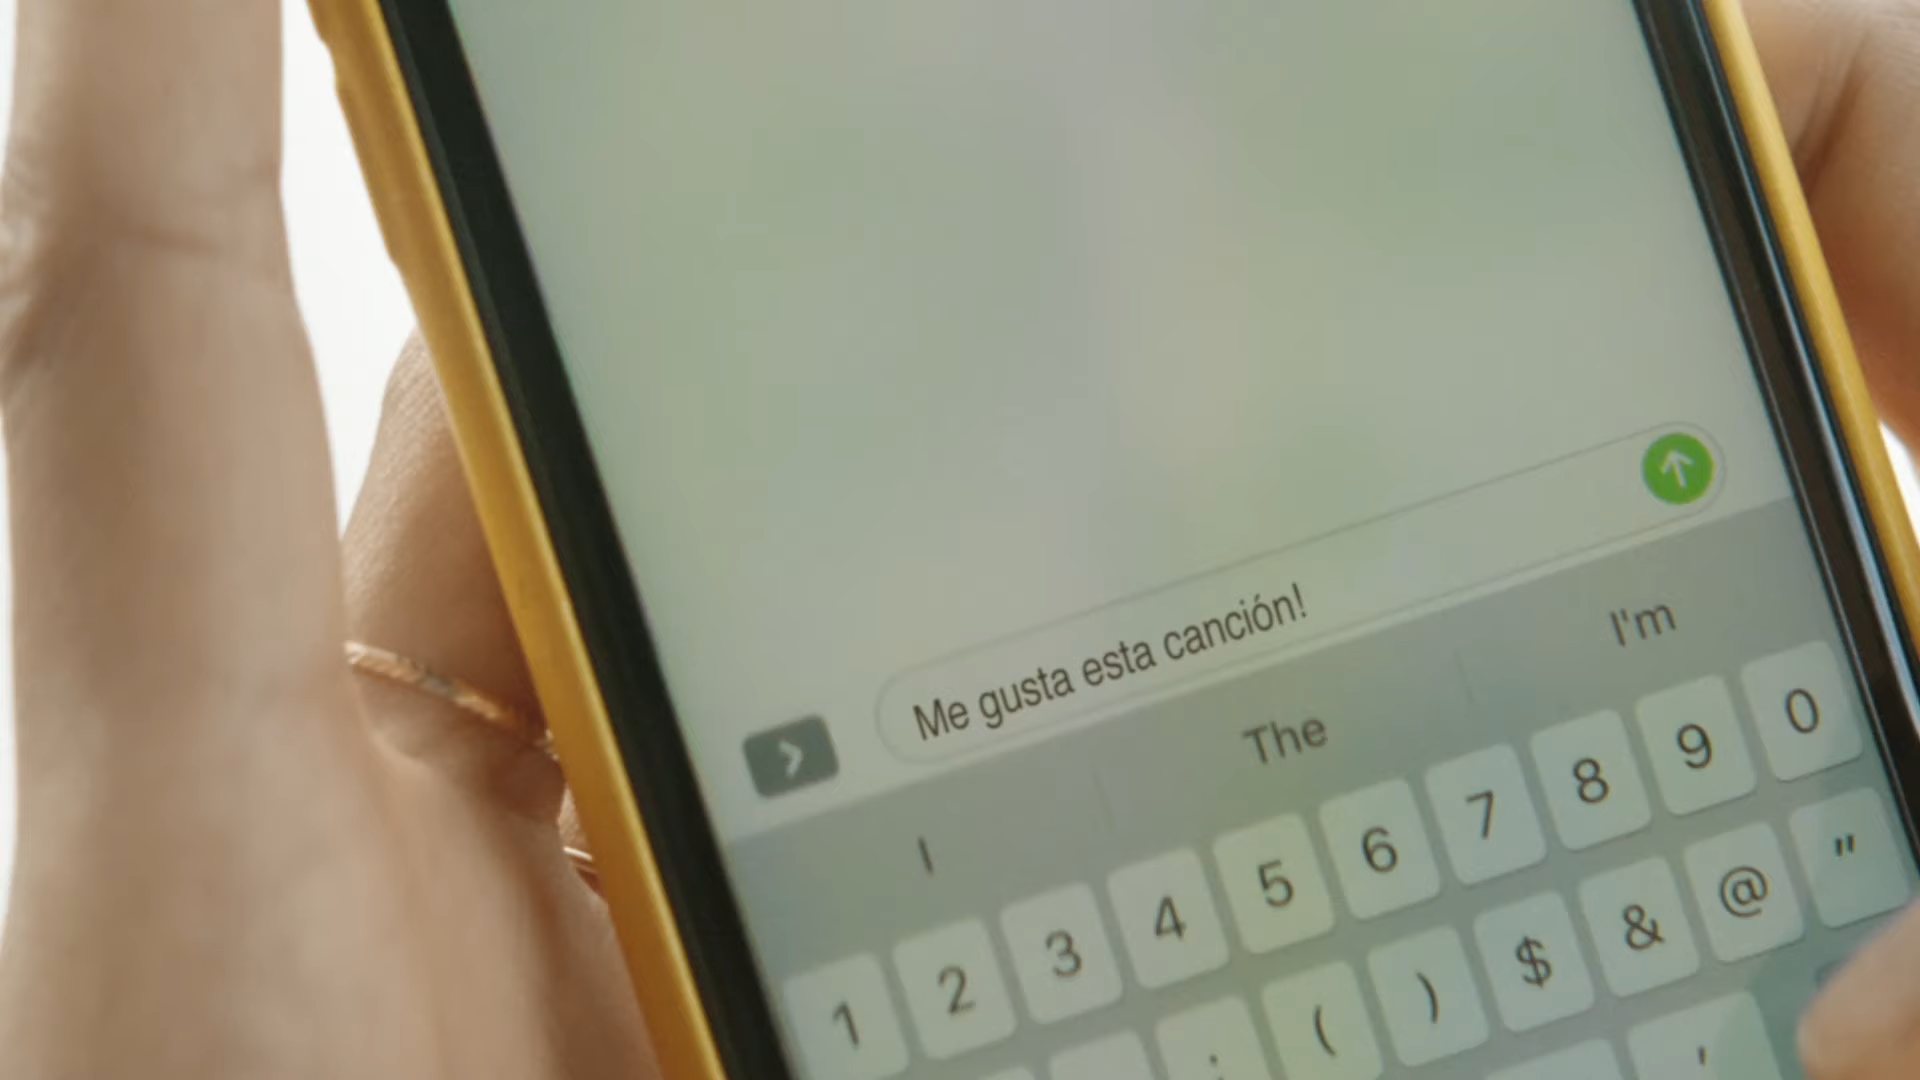 Me gusta esta canción!
I The I'm
1 2 3 4 5 6 7 8 9 0
: ( ) $ & @ "
'